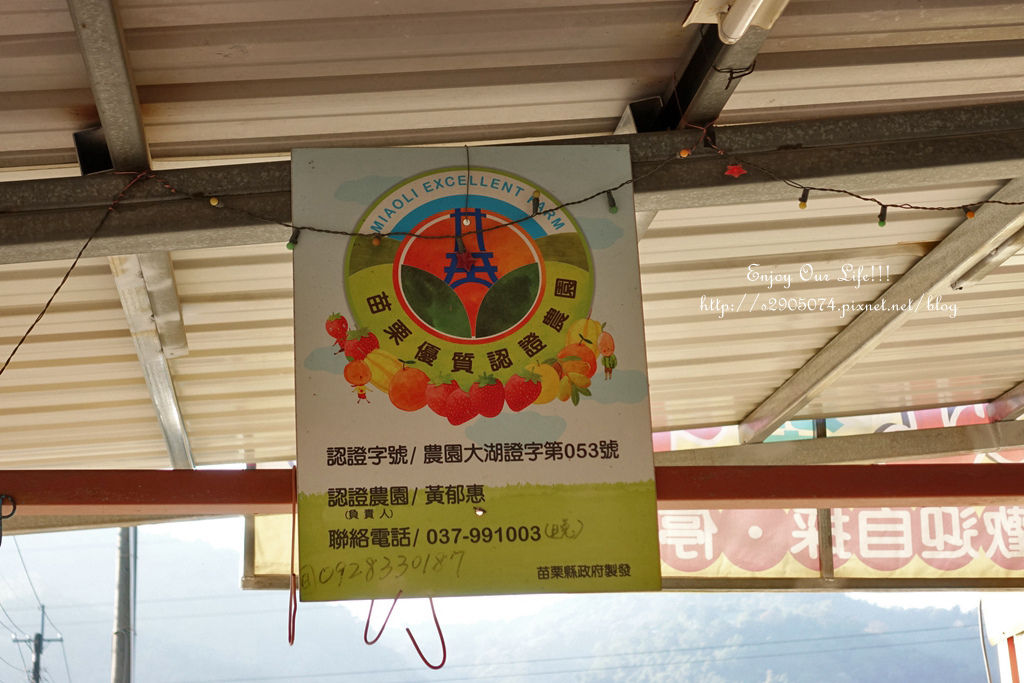 MIAOLI EXCELLENT FARM
苗栗優質認證農園
認證字號/ 農園大湖證字第053號
認證農園/ 黃郁惠
(負責人)
聯絡電話/ 037-991003
0928330187
苗栗縣政府製發
Enjoy Our Life!!!
http://s2905074.pixnet.net/blog
歡迎自採·停